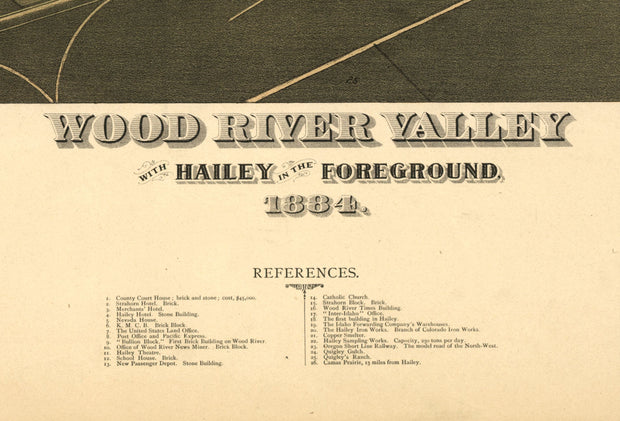 25
WOOD RIVER VALLEY
WITH HAILEY IN THE FOREGROUND,
1884.
REFERENCES.
1. County Court House; brick and stone; cost, $45,000.
2. Strahorn Hotel. Brick.
3. Merchants' Hotel.
4. Hailey Hotel. Stone Building.
5. Nevada House.
6. K. M. C. B. Brick Block.
7. The United States Land Office.
8. Post Office and Pacific Express.
9. "Bullion Block." First Brick Building on Wood River.
10. Office of Wood River News Miner. Brick Block.
11. Hailey Theatre.
12. School House. Brick.
13. New Passenger Depot. Stone Building.
14. Catholic Church.
15. Strahorn Block. Brick.
16. Wood River Times Building.
17. "Inter-Idaho" Office.
18. The first building in Hailey.
19. The Idaho Forwarding Company's Warehouses.
20. The Hailey Iron Works. Branch of Colorado Iron Works.
21. Copper Smelter.
22. Hailey Sampling Works. Capocity, 250 tons per day.
23. Oregon Short Line Railway. The model road of the North-West.
24. Quigley Gulch.
25. Quigley's Ranch.
26. Camas Prairie, 15 miles from Hailey.